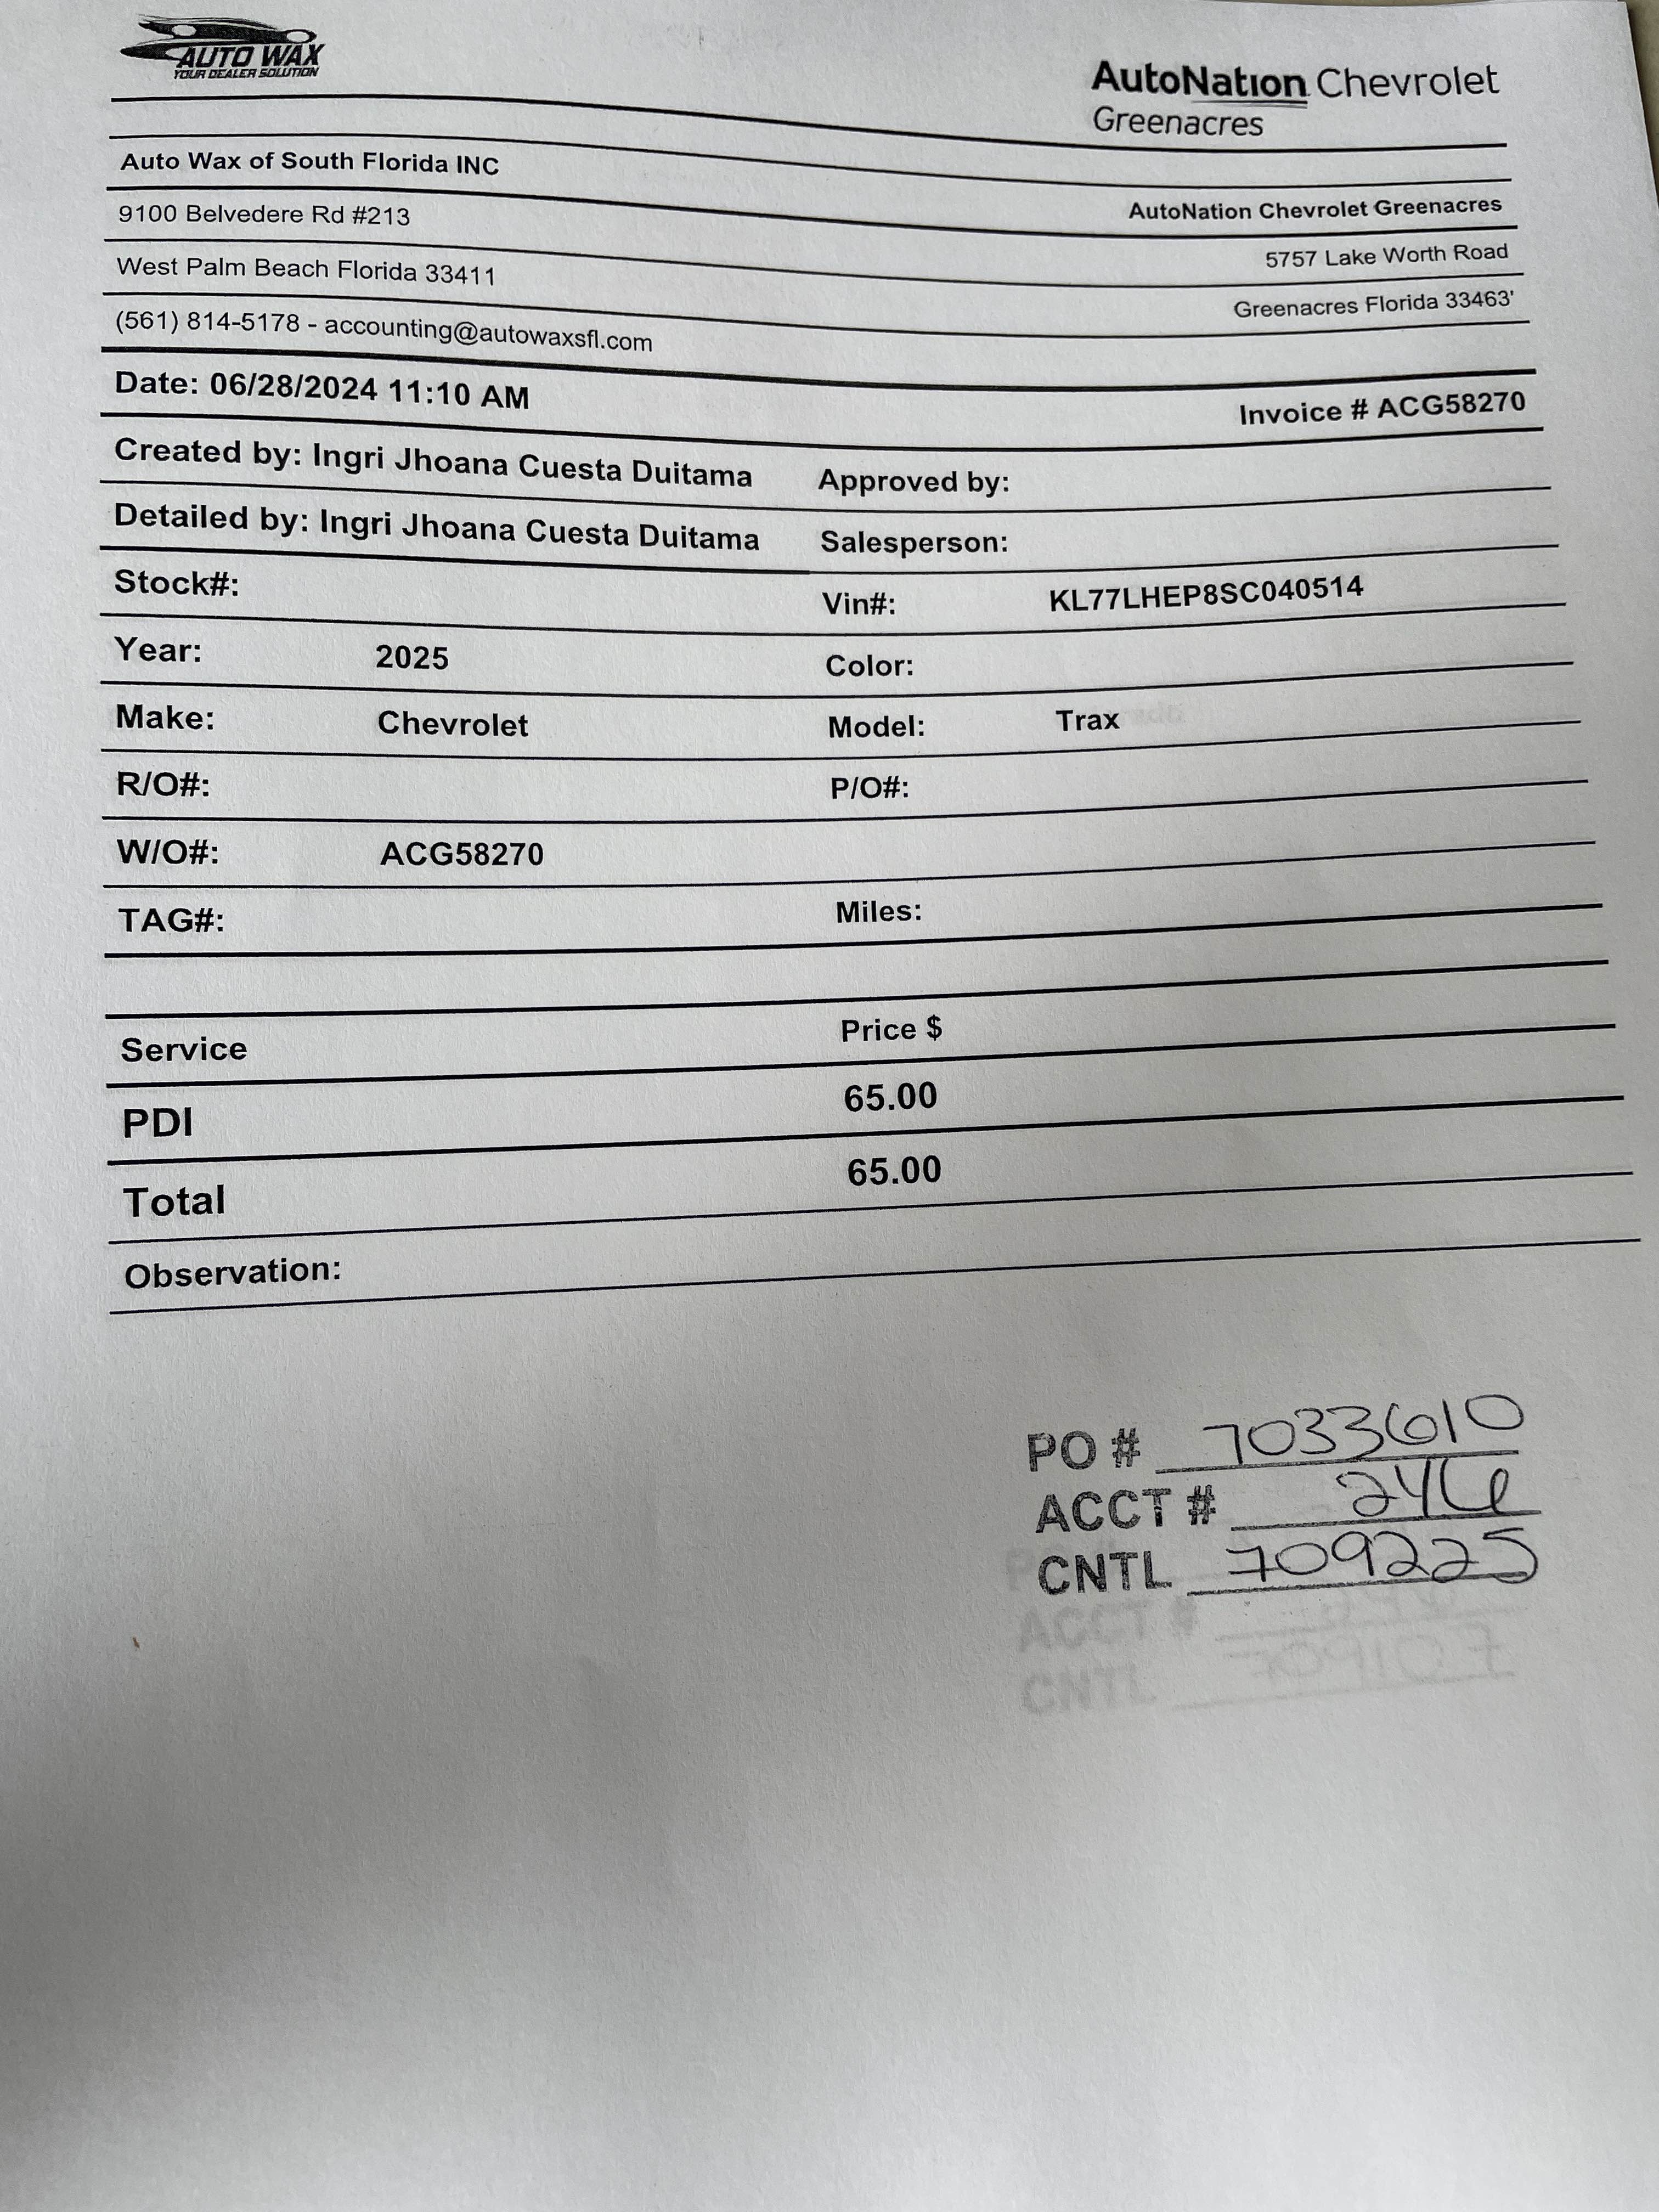 AUTO WAX
YOUR DEALER SOLUTION
AutoNation Chevrolet
Greenacres
Auto Wax of South Florida INC
9100 Belvedere Rd #213
AutoNation Chevrolet Greenacres
West Palm Beach Florida 33411
5757 Lake Worth Road
(561) 814-5178 - accounting@autowaxsfl.com
Greenacres Florida 33463'
Date: 06/28/2024 11:10 AM
Invoice # ACG58270
Created by: Ingri Jhoana Cuesta Duitama Approved by:
Detailed by: Ingri Jhoana Cuesta Duitama Salesperson:
Stock#: Vin#: KL77LHEP8SC040514
Year: 2025 Color:
Make: Chevrolet Model: Trax
R/O#: P/O#:
W/O#: ACG58270
TAG#: Miles:
Service Price $
PDI 65.00
Total 65.00
Observation:
PO # 7033610
ACCT # 246
CNTL 709225
ACCT #
CNTL